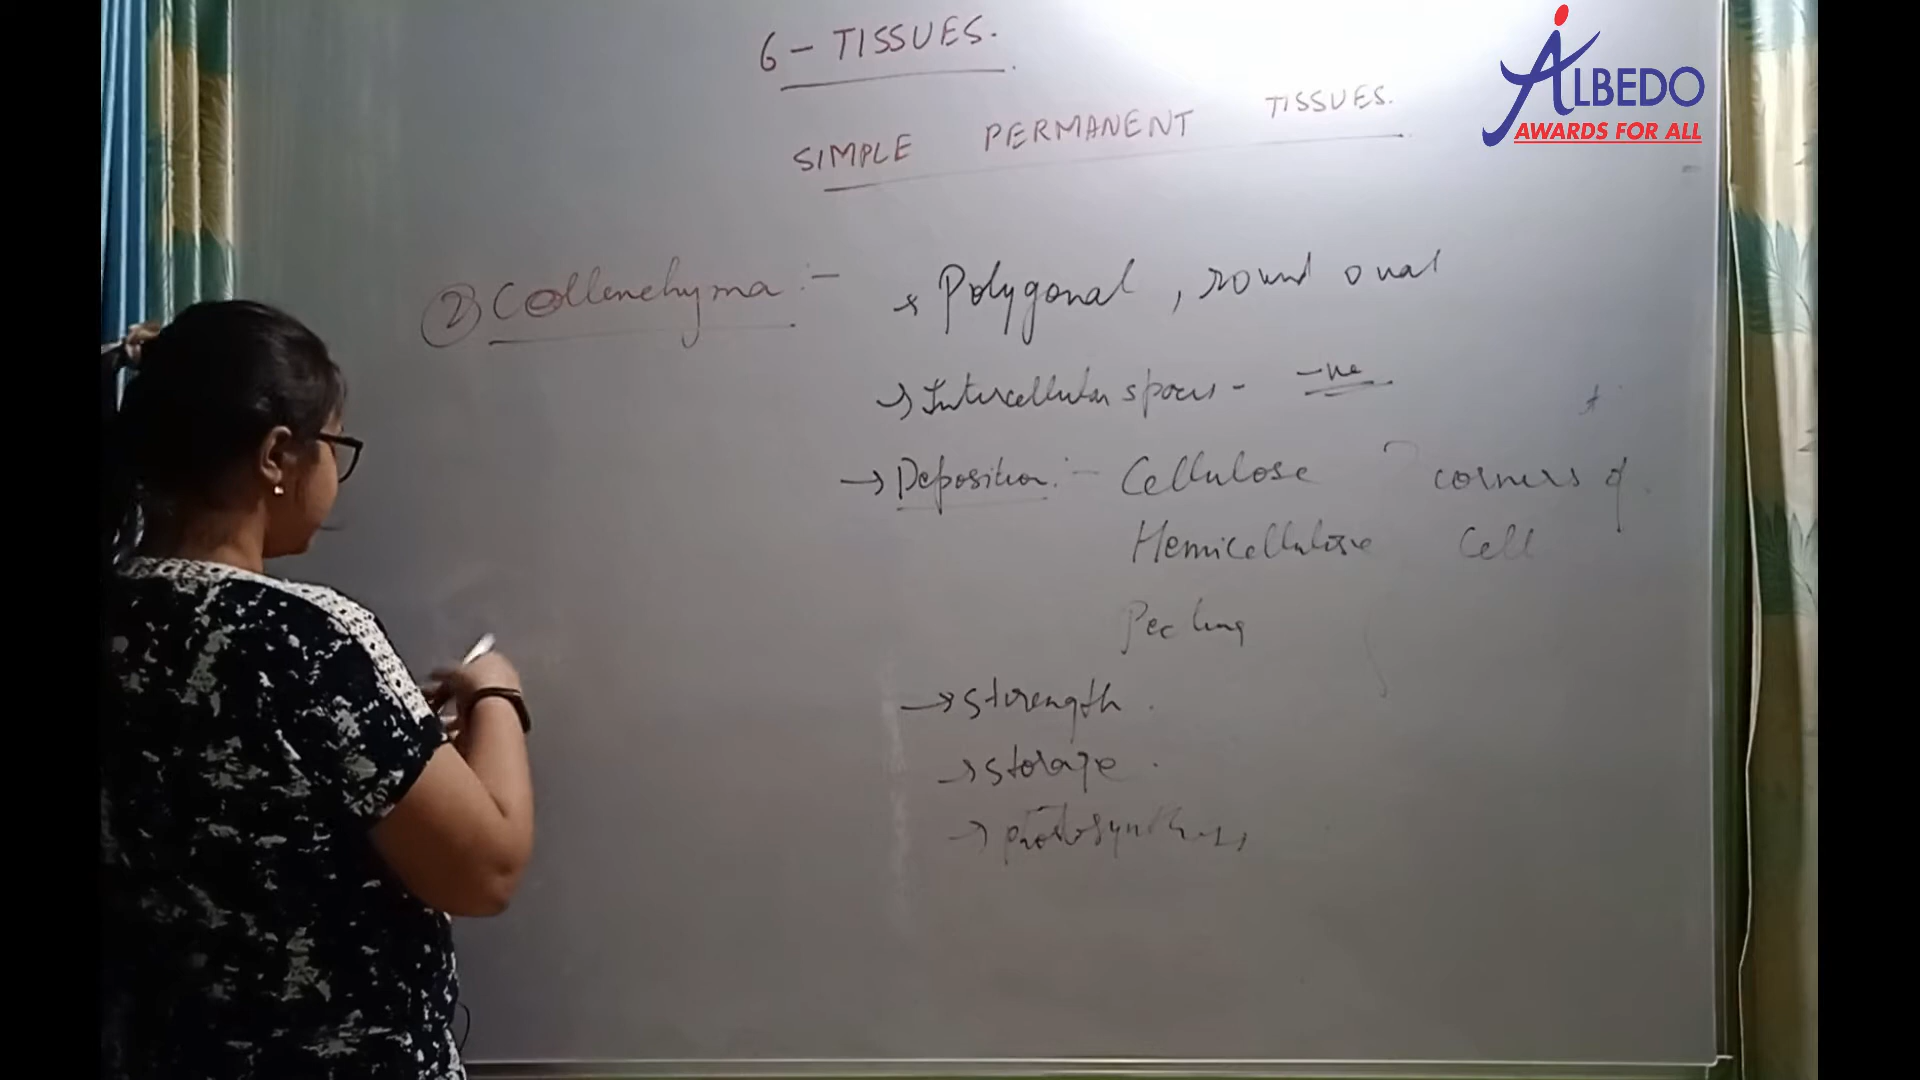 6 - TISSUES.
SIMPLE PERMANENT TISSUES.
ALBEDO
AWARDS FOR ALL
② Collenchyma :- Polygonal, round oval
→ Intercellular spaces - -ve
→ Deposition :- Cellulose corners of
Hemicellulose Cell
→ Strength.
→ Storage.
→ Photosynthesis